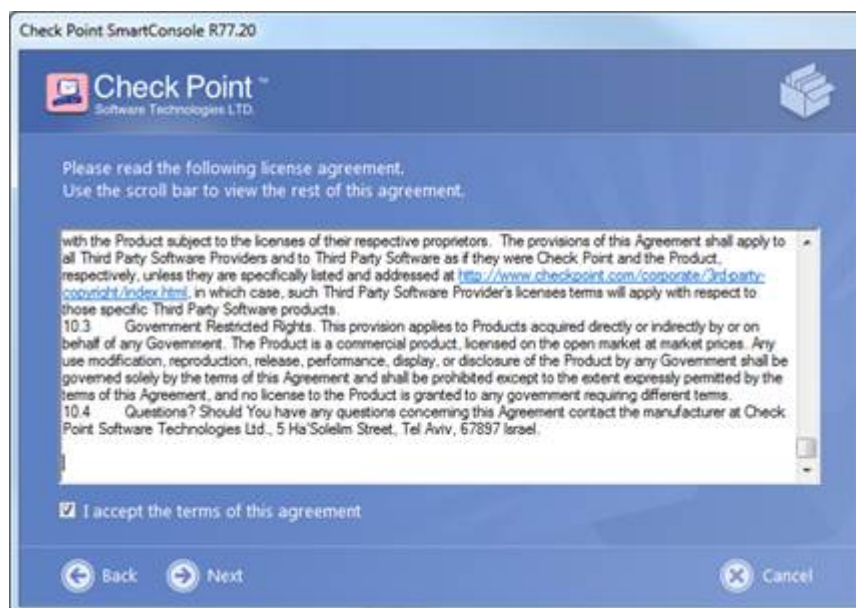 Check Point SmartConsole R77.20
Check Point ™
Software Technologies LTD.
Please read the following license agreement.
Use the scroll bar to view the rest of this agreement.
with the Product subject to the licenses of their respective proprietors. The provisions of this Agreement shall apply to
all Third Party Software Providers and to Third Party Software as if they were Check Point and the Product,
respectively, unless they are specifically listed and addressed at http://www.checkpoint.com/corporate/3rd-party-
copyright/index.html, in which case, such Third Party Software Provider's licenses terms will apply with respect to
those specific Third Party Software products.
10.3 Government Restricted Rights. This provision applies to Products acquired directly or indirectly by or on
behalf of any Government. The Product is a commercial product, licensed on the open market at market prices. Any
use modification, reproduction, release, performance, display, or disclosure of the Product by any Government shall be
governed solely by the terms of this Agreement and shall be prohibited except to the extent expressly permitted by the
terms of this Agreement, and no license to the Product is granted to any government requiring different terms.
10.4 Questions? Should You have any questions concerning this Agreement contact the manufacturer at Check
Point Software Technologies Ltd., 5 Ha'Solelim Street, Tel Aviv, 67897 Israel.
I accept the terms of this agreement
Back Next Cancel